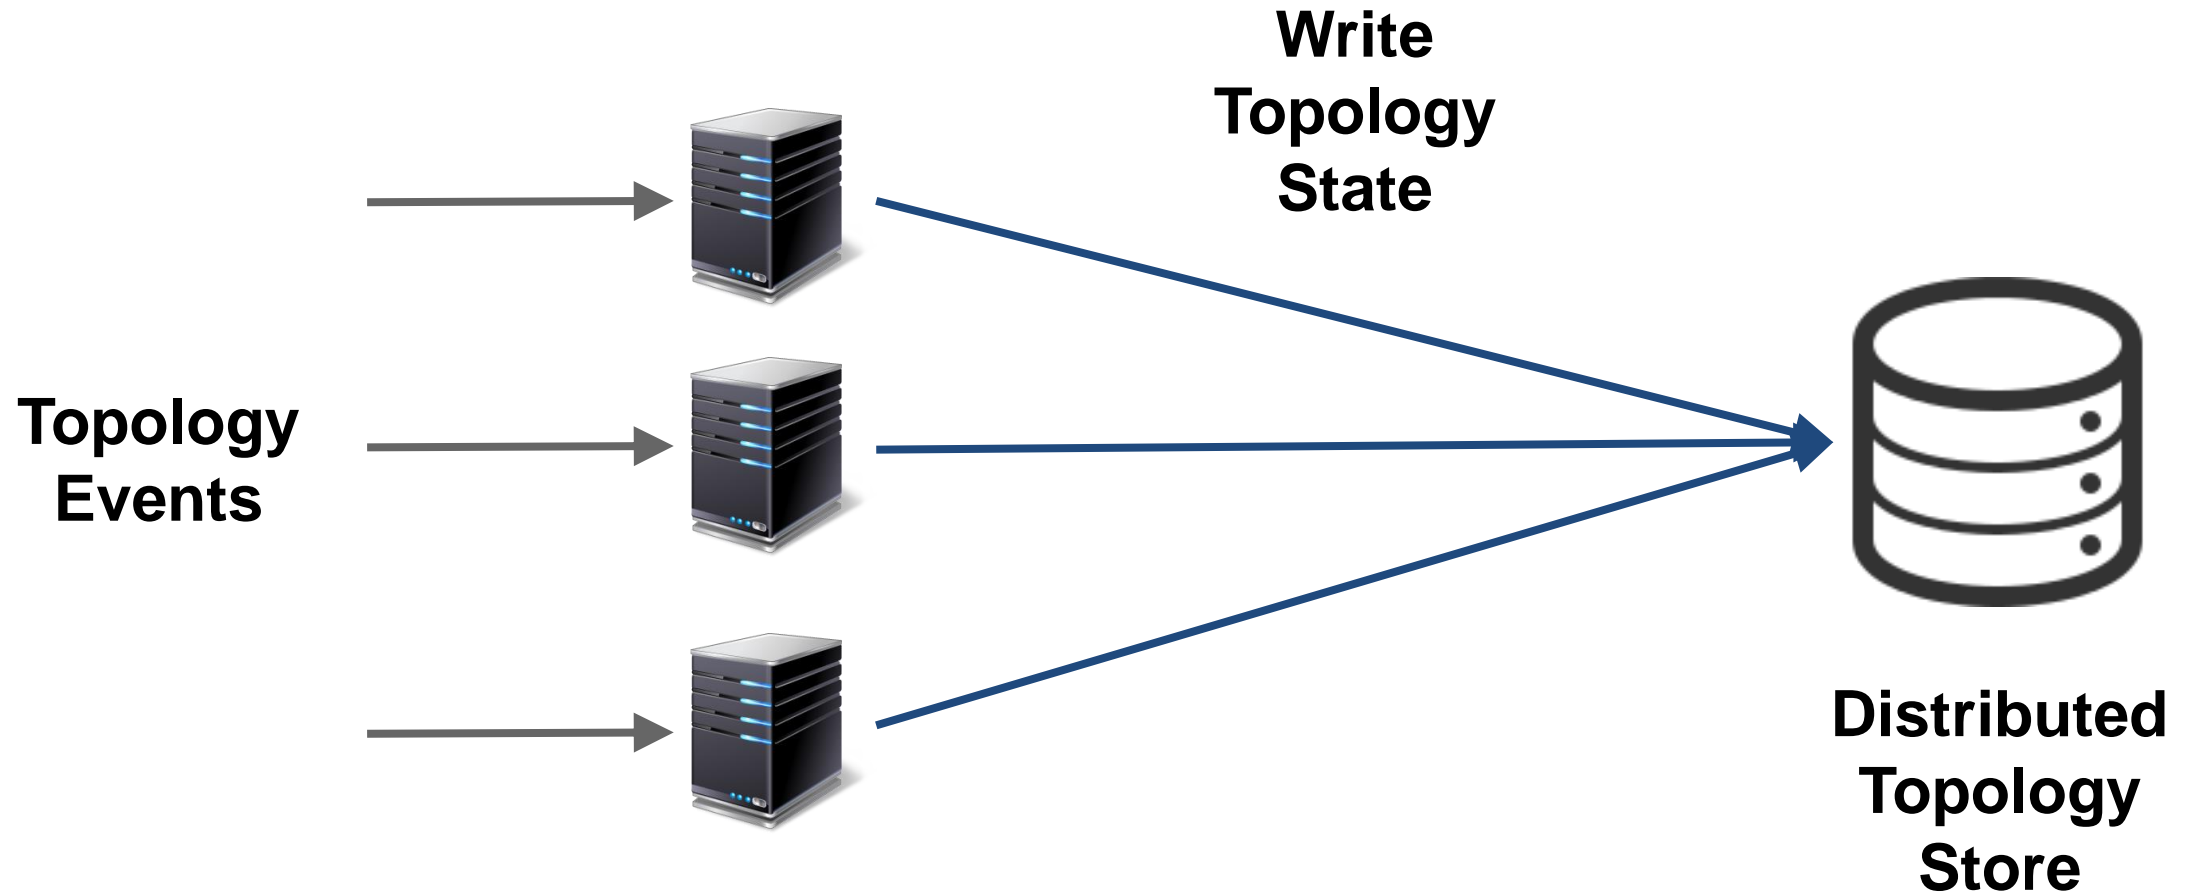 Write
Topology
State
Topology
Events
Distributed
Topology
Store